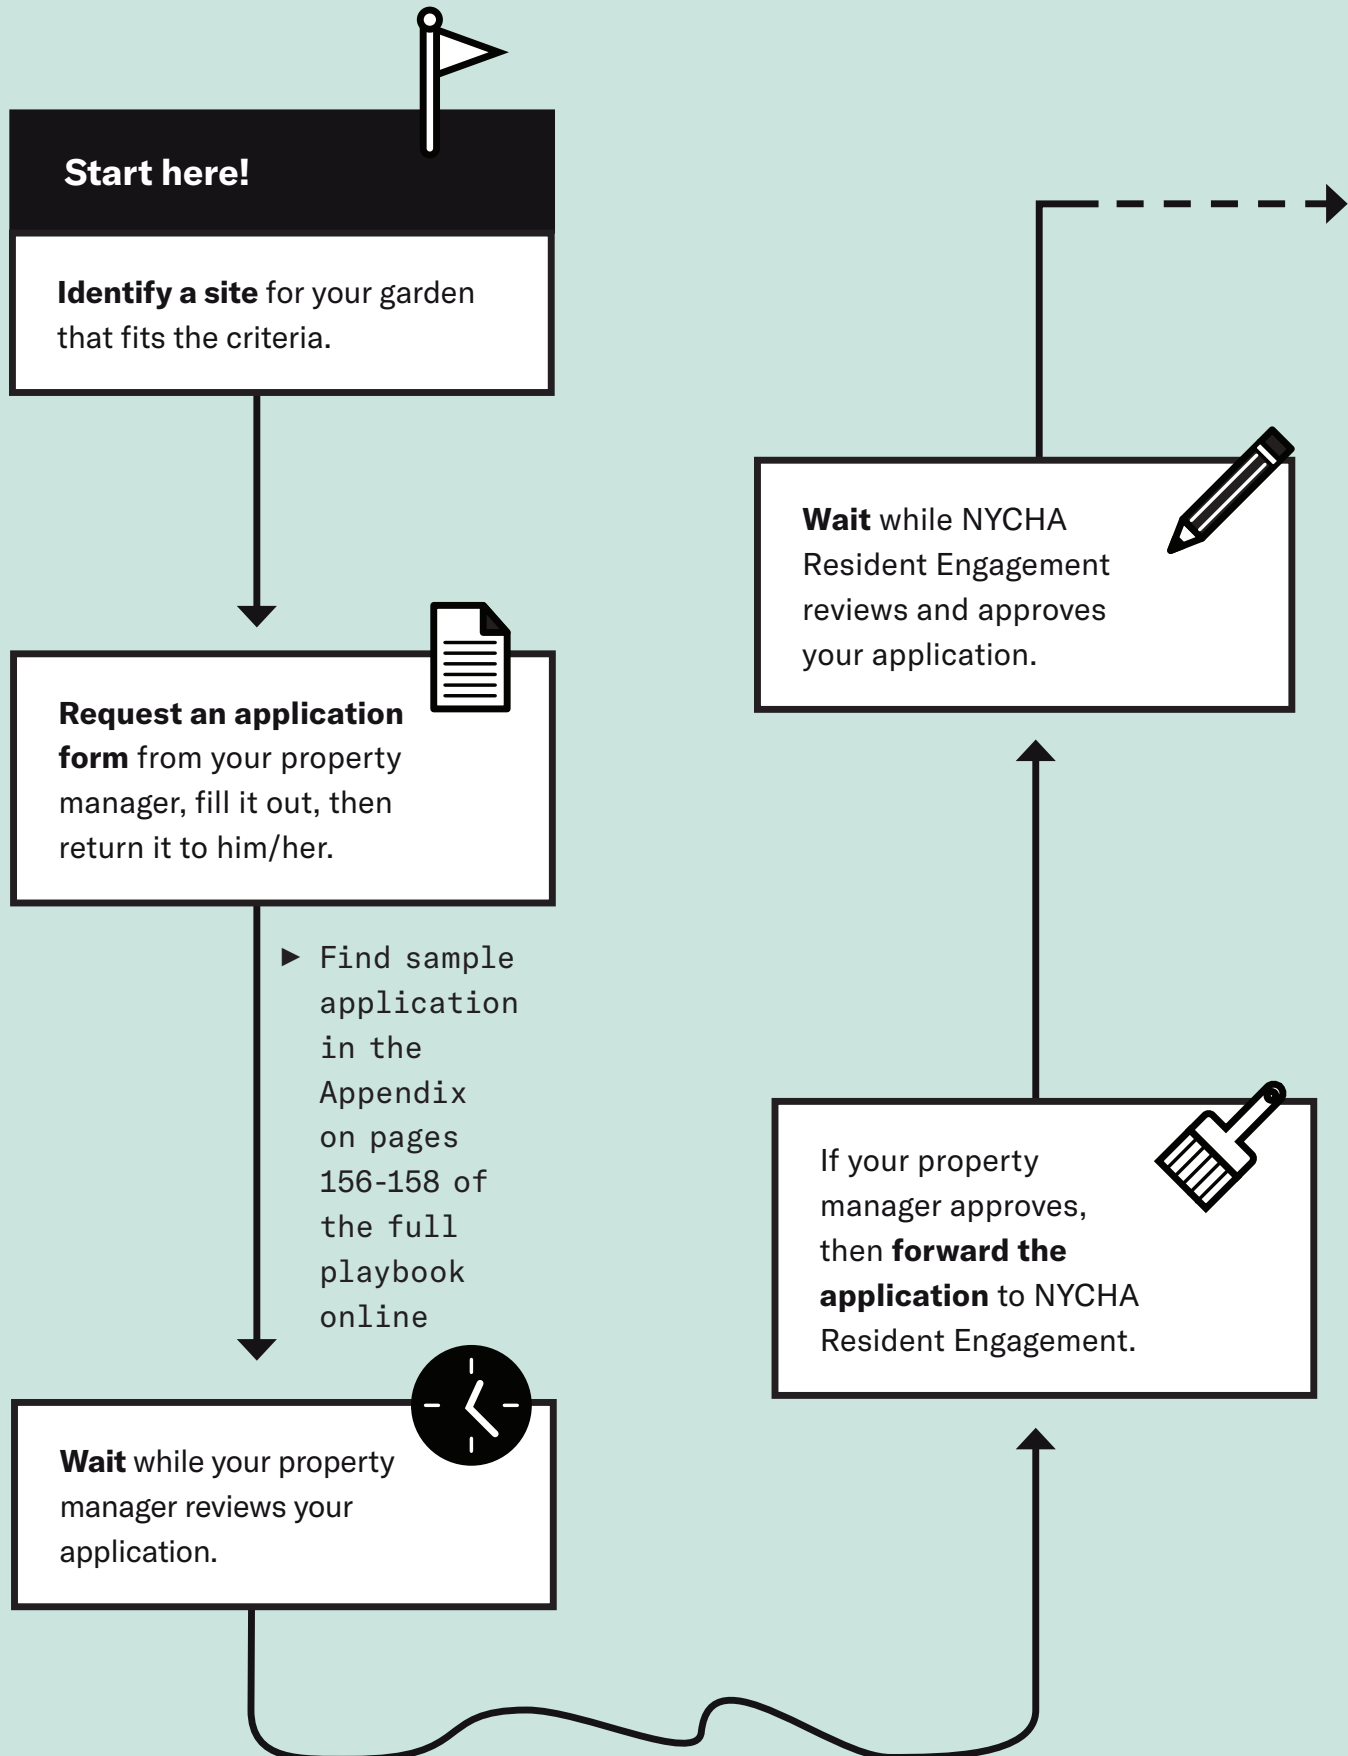 Start here!
Identify a site for your garden
that fits the criteria.
Request an application
form from your property
manager, fill it out, then
return it to him/her.
► Find sample
application
in the
Appendix
on pages
156-158 of
the full
playbook
online
Wait while your property
manager reviews your
application.
If your property
manager approves,
then forward the
application to NYCHA
Resident Engagement.
Wait while NYCHA
Resident Engagement
reviews and approves
your application.